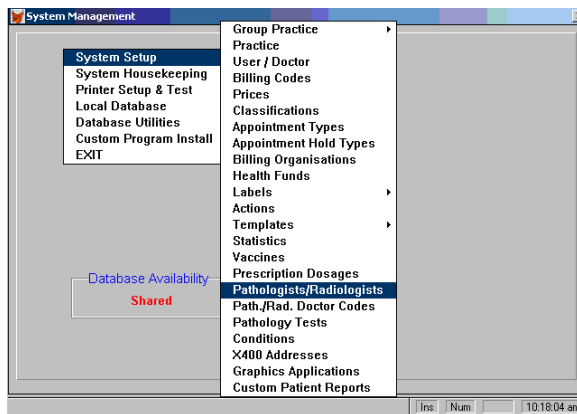 System Management
System Setup
System Housekeeping
Printer Setup & Test
Local Database
Database Utilities
Custom Program Install
EXIT
Group Practice
Practice
User / Doctor
Billing Codes
Prices
Classifications
Appointment Types
Appointment Hold Types
Billing Organisations
Health Funds
Labels
Actions
Templates
Statistics
Vaccines
Prescription Dosages
Pathologists/Radiologists
Path./Rad. Doctor Codes
Pathology Tests
Conditions
X400 Addresses
Graphics Applications
Custom Patient Reports
Database Availability
Shared
Ins Num 10:18:04 am